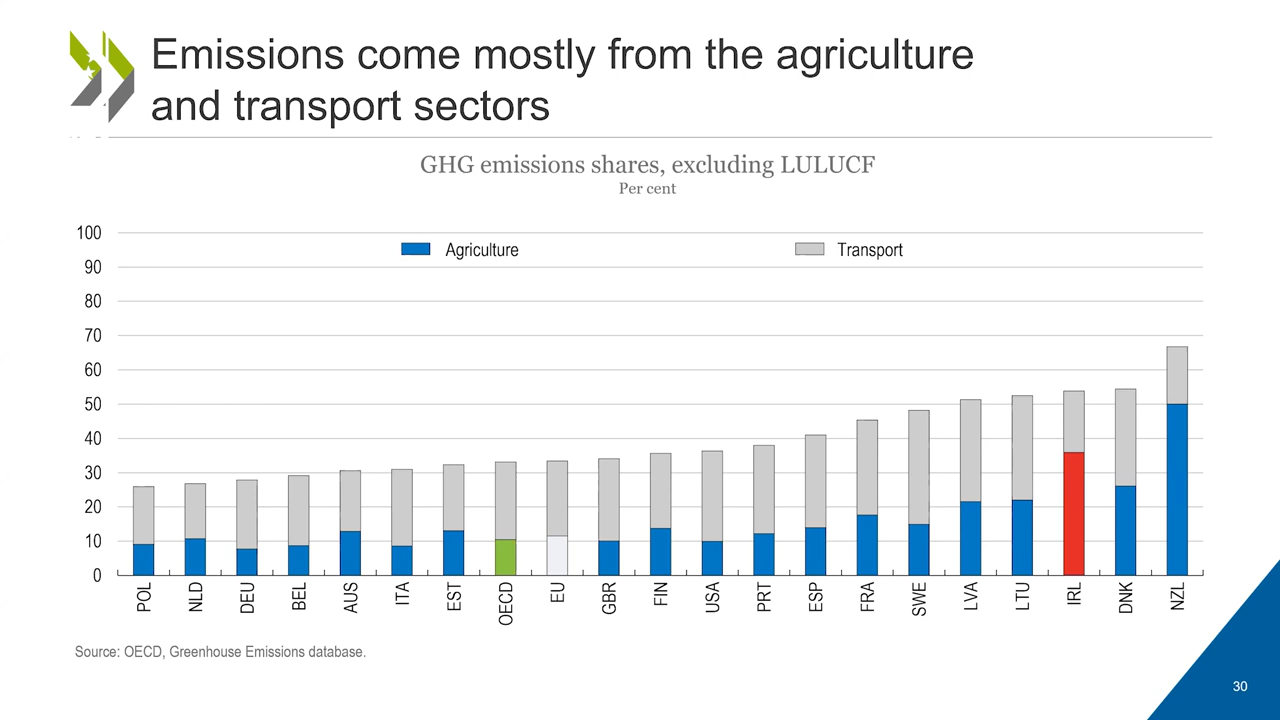 Emissions come mostly from the agriculture
and transport sectors
GHG emissions shares, excluding LULUCF
Per cent
Agriculture
Transport
100
90
80
70
60
50
40
30
20
10
0
POL
NLD
DEU
BEL
AUS
ITA
EST
OECD
EU
GBR
FIN
USA
PRT
ESP
FRA
SWE
LVA
LTU
IRL
DNK
NZL
Source: OECD, Greenhouse Emissions database.
30